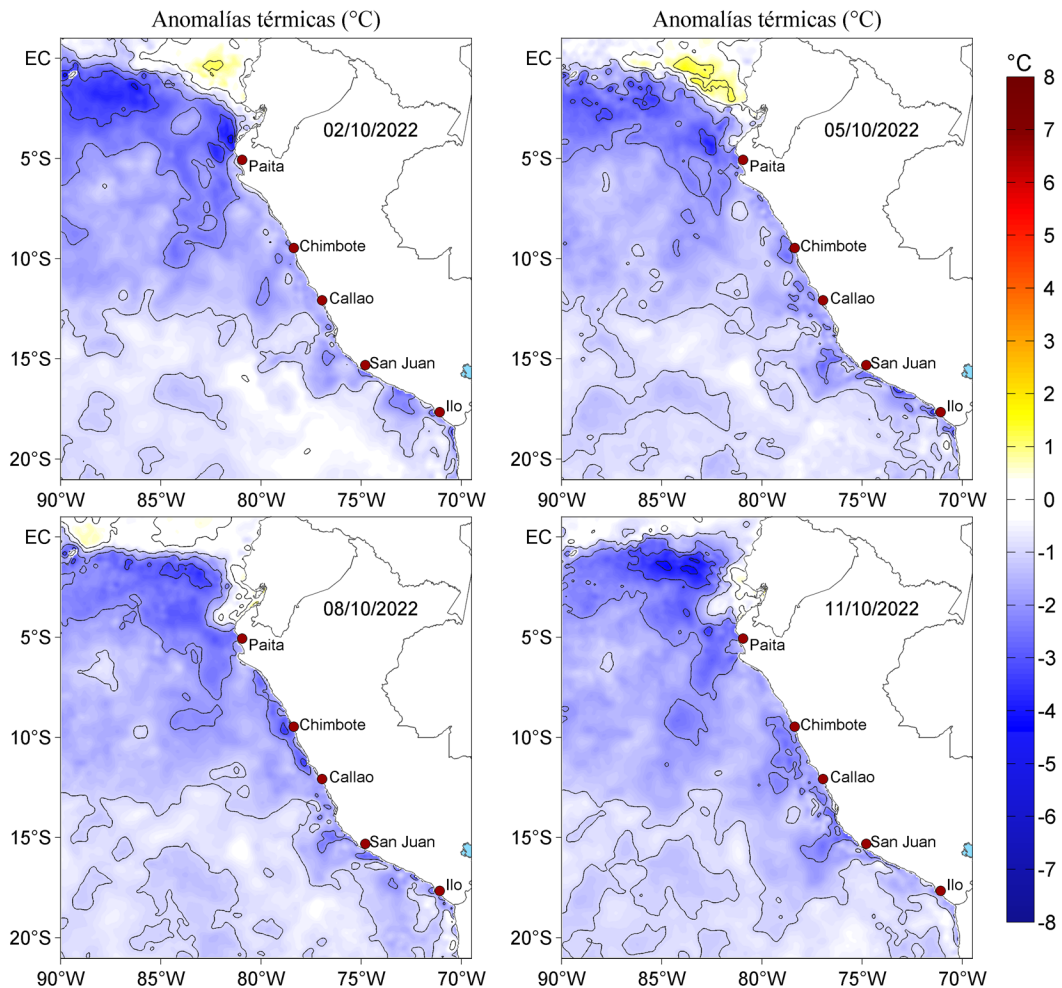 Anomalías térmicas (°C)
Anomalías térmicas (°C)
EC
5°S
10°S
15°S
20°S
90°W
85°W
80°W
75°W
70°W
02/10/2022
Paita
Chimbote
Callao
San Juan
Ilo
EC
5°S
10°S
15°S
20°S
90°W
85°W
80°W
75°W
70°W
05/10/2022
Paita
Chimbote
Callao
San Juan
Ilo
EC
5°S
10°S
15°S
20°S
90°W
85°W
80°W
75°W
70°W
08/10/2022
Paita
Chimbote
Callao
San Juan
Ilo
EC
5°S
10°S
15°S
20°S
90°W
85°W
80°W
75°W
70°W
11/10/2022
Paita
Chimbote
Callao
San Juan
Ilo
°C
8
7
6
5
4
3
2
1
0
-1
-2
-3
-4
-5
-6
-7
-8